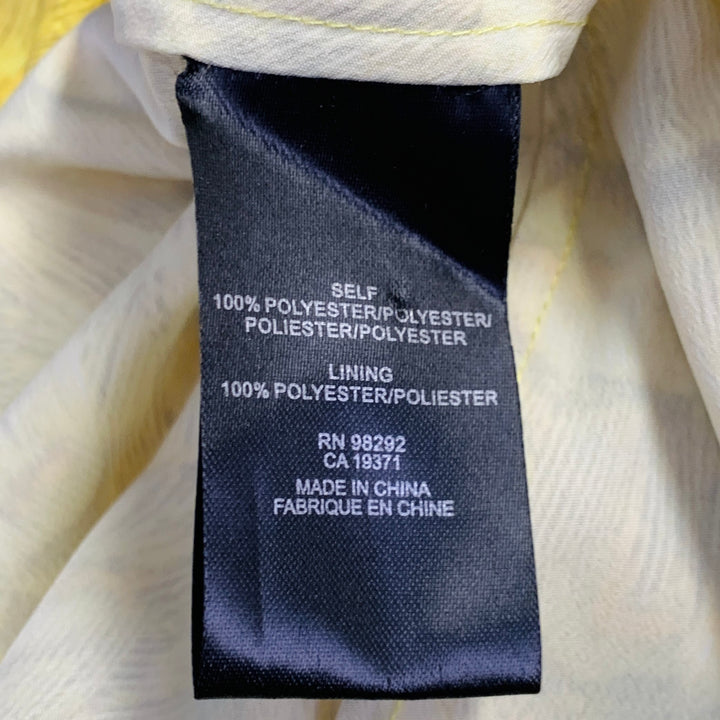 SELF
100% POLYESTER/POLYESTER/
POLIESTER/POLYESTER
LINING
100% POLYESTER/POLIESTER
RN 98292
CA 19371
MADE IN CHINA
FABRIQUE EN CHINE